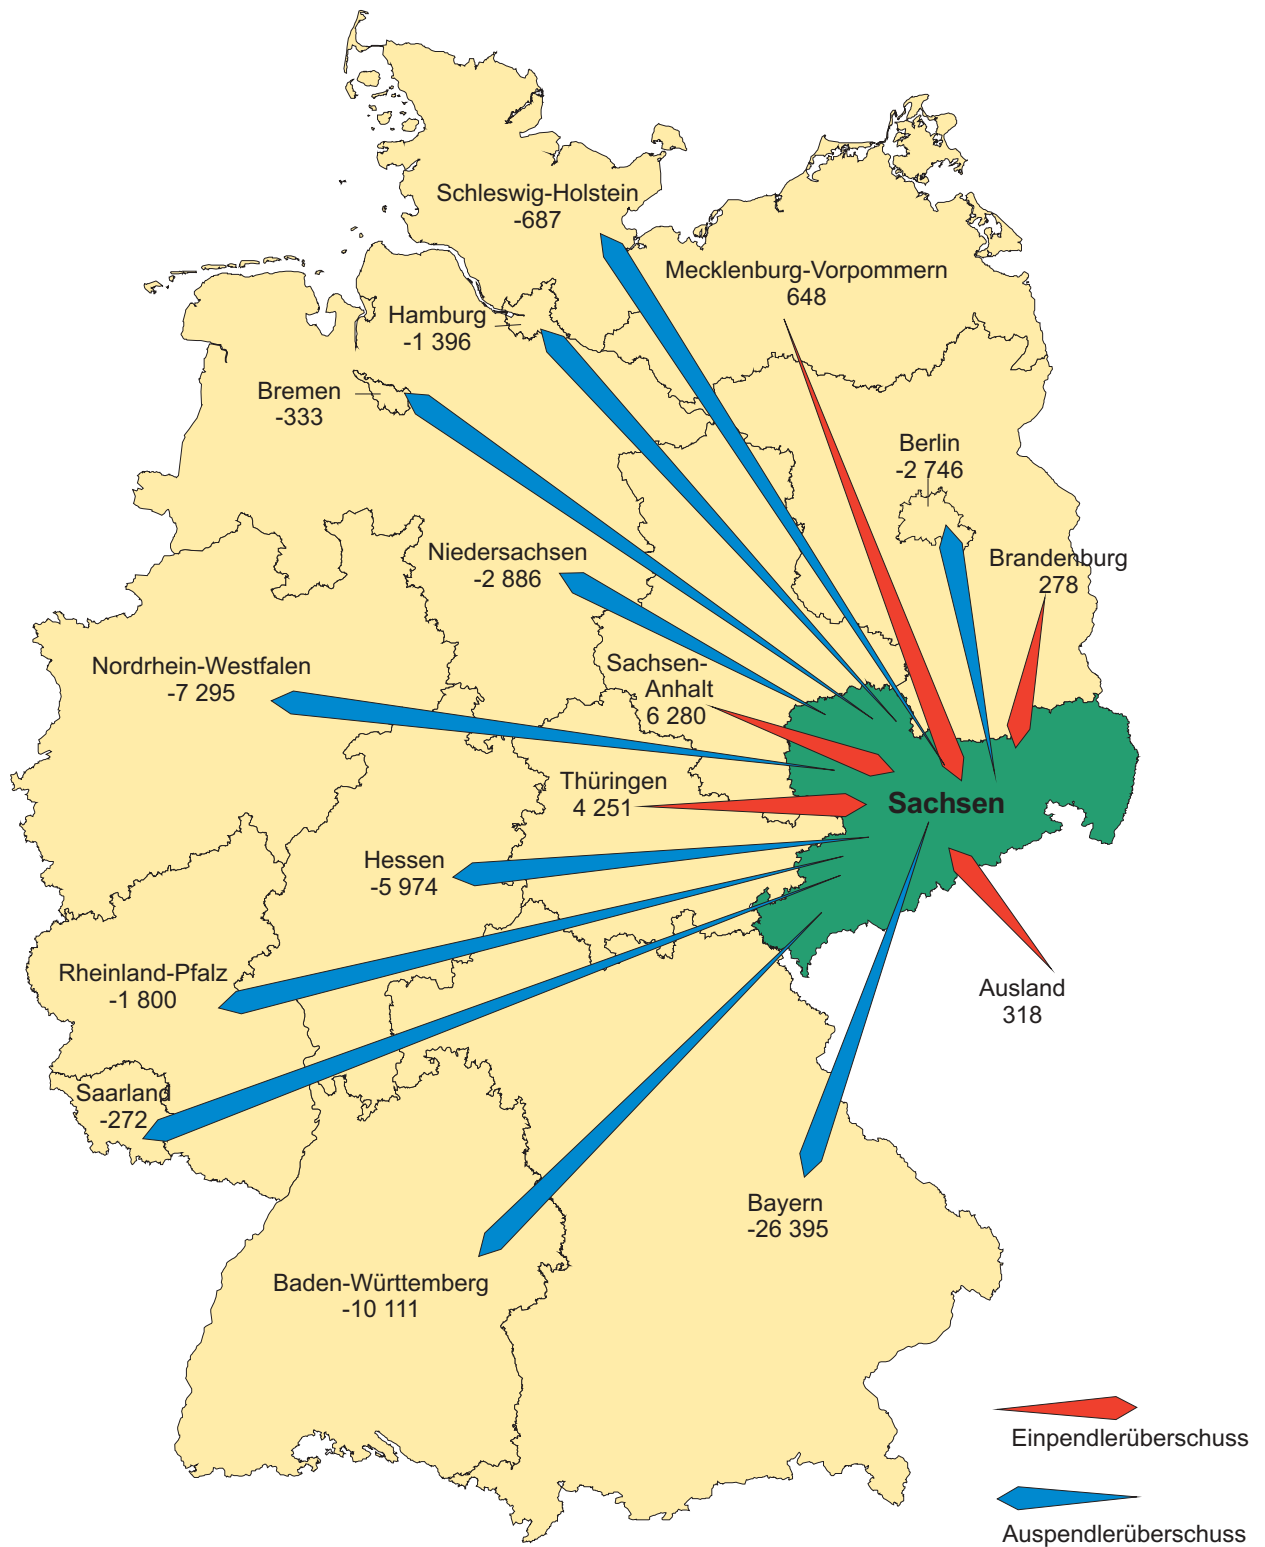 Schleswig-Holstein
-687
Mecklenburg-Vorpommern
648
Hamburg
-1 396
Bremen
-333
Berlin
-2 746
Niedersachsen
-2 886
Brandenburg
278
Nordrhein-Westfalen
-7 295
Sachsen-
Anhalt
6 280
Thüringen
4 251
Sachsen
Hessen
-5 974
Rheinland-Pfalz
-1 800
Ausland
318
Saarland
-272
Bayern
-26 395
Baden-Württemberg
-10 111
Einpendlerüberschuss
Auspendlerüberschuss